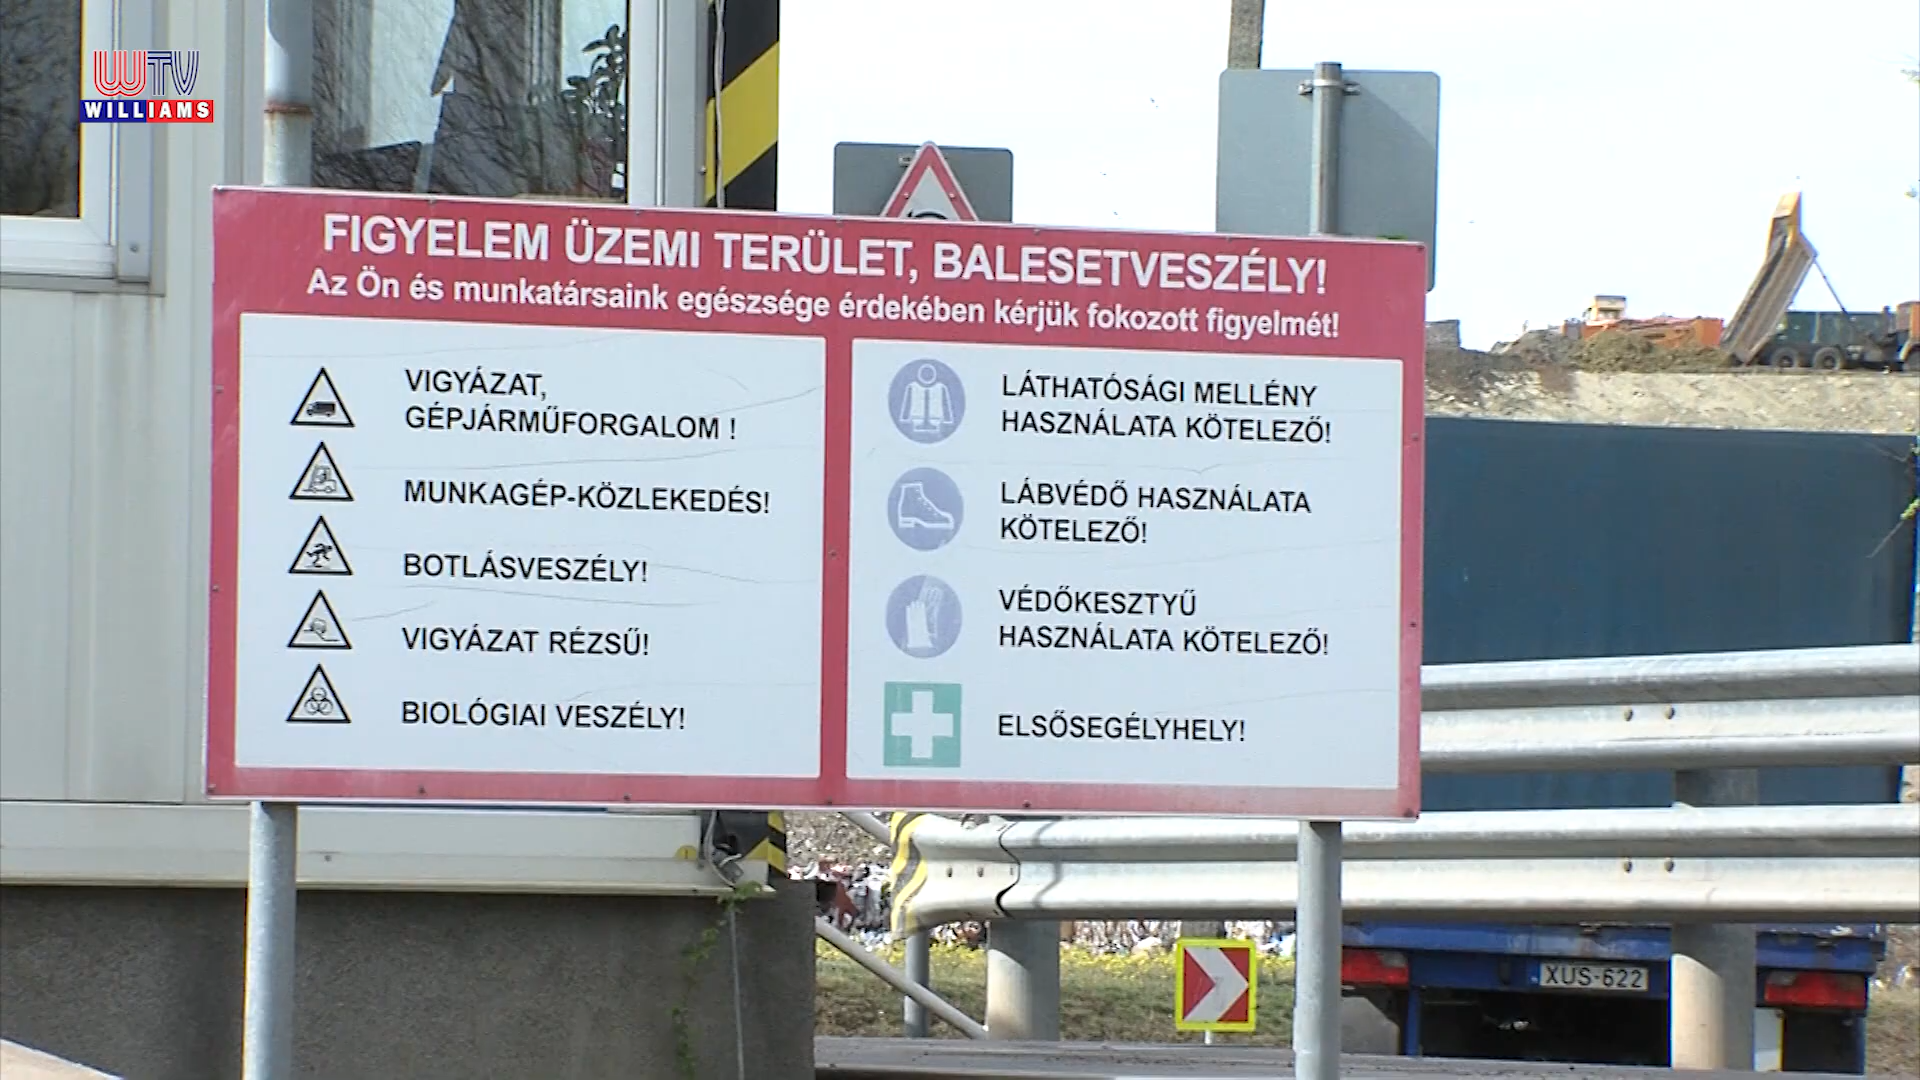 WTV
WILLIAMS
FIGYELEM ÜZEMI TERÜLET, BALESETVESZÉLY!
Az Ön és munkatársaink egészsége érdekében kérjük fokozott figyelmét!
VIGYÁZAT,
GÉPJÁRMŰFORGALOM !
MUNKAGÉP-KÖZLEKEDÉS!
BOTLÁSVESZÉLY!
VIGYÁZAT RÉZSŰ!
BIOLÓGIAI VESZÉLY!
LÁTHATÓSÁGI MELLÉNY
HASZNÁLATA KÖTELEZŐ!
LÁBVÉDŐ HASZNÁLATA
KÖTELEZŐ!
VÉDŐKESZTYŰ
HASZNÁLATA KÖTELEZŐ!
ELSŐSEGÉLYHELY!
XUS-622